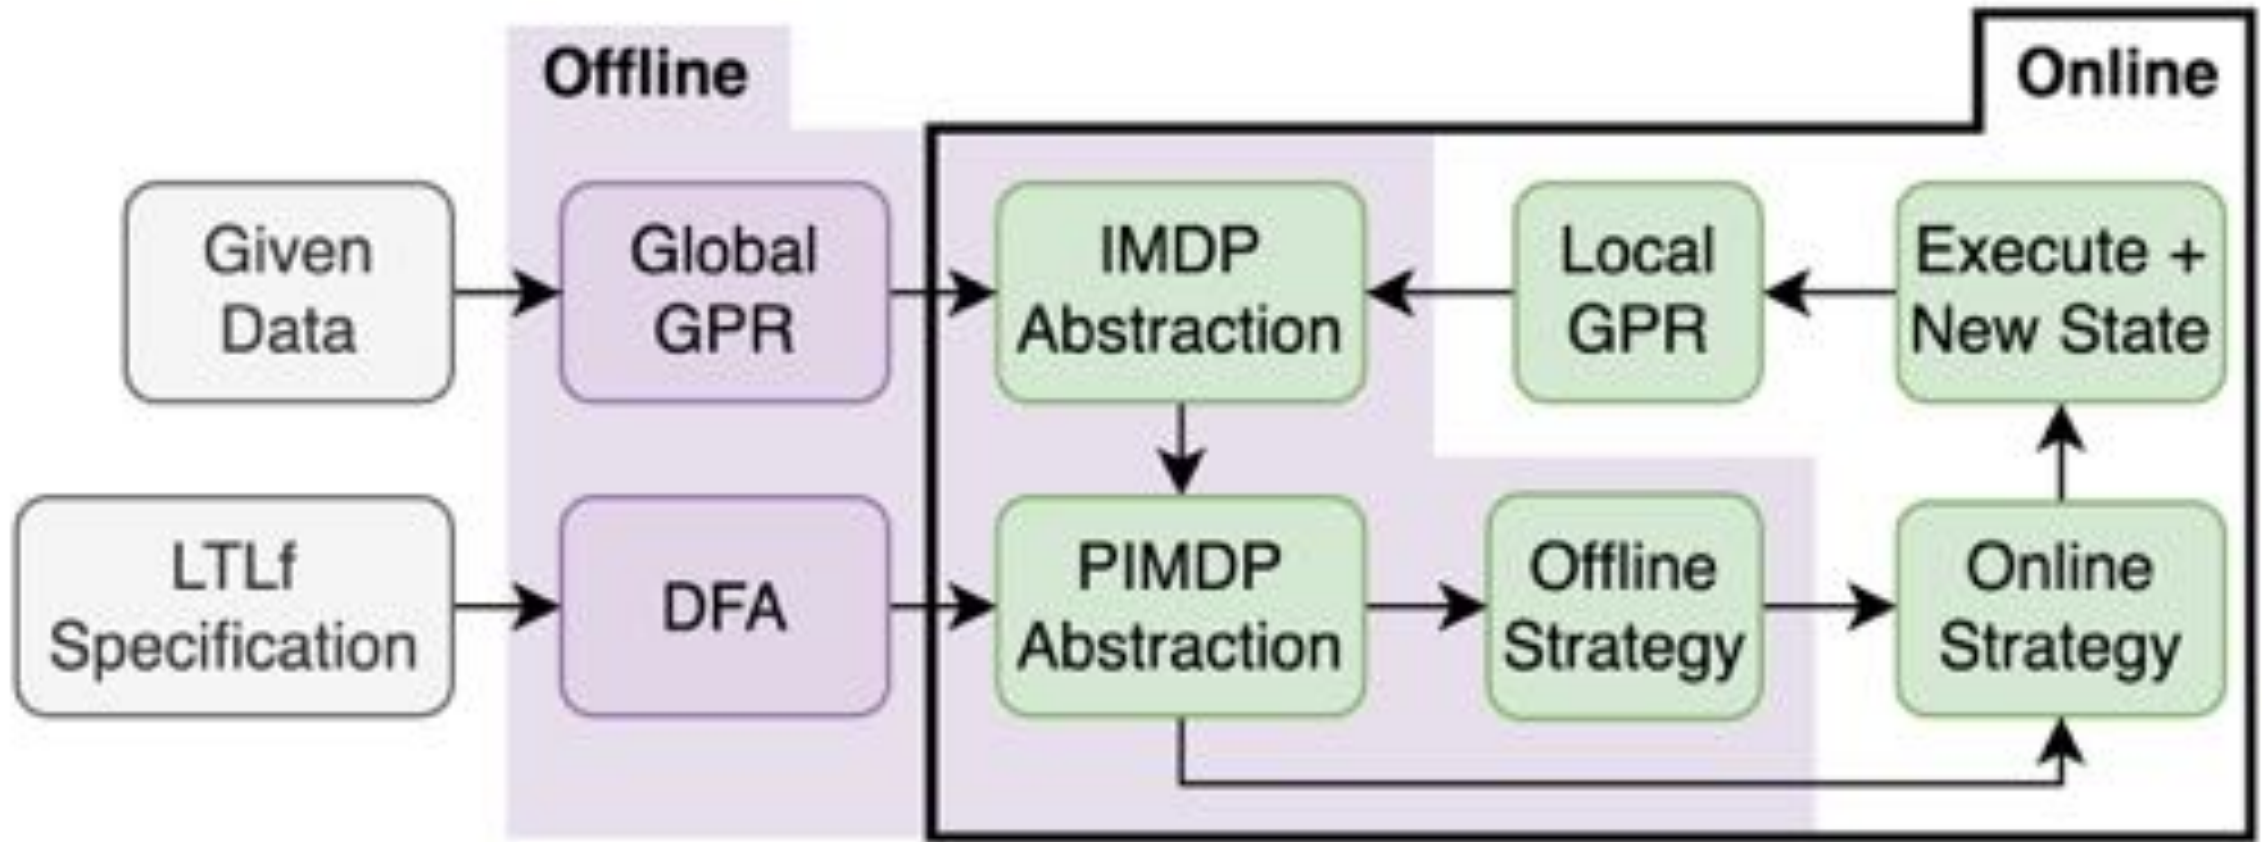 Offline
Online
Given
Data
Global
GPR
IMDP
Abstraction
Local
GPR
Execute +
New State
LTLf
Specification
DFA
PIMDP
Abstraction
Offline
Strategy
Online
Strategy